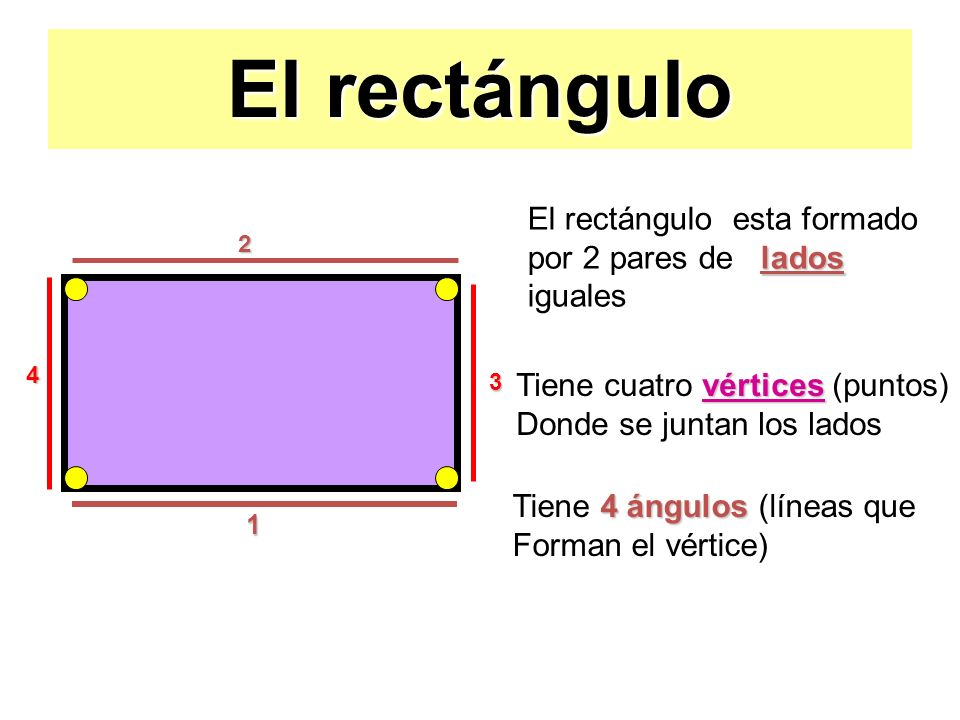 El rectángulo
El rectángulo esta formado
por 2 pares de lados
iguales
2
4
3
1
Tiene cuatro vértices (puntos)
Donde se juntan los lados
Tiene 4 ángulos (líneas que
Forman el vértice)